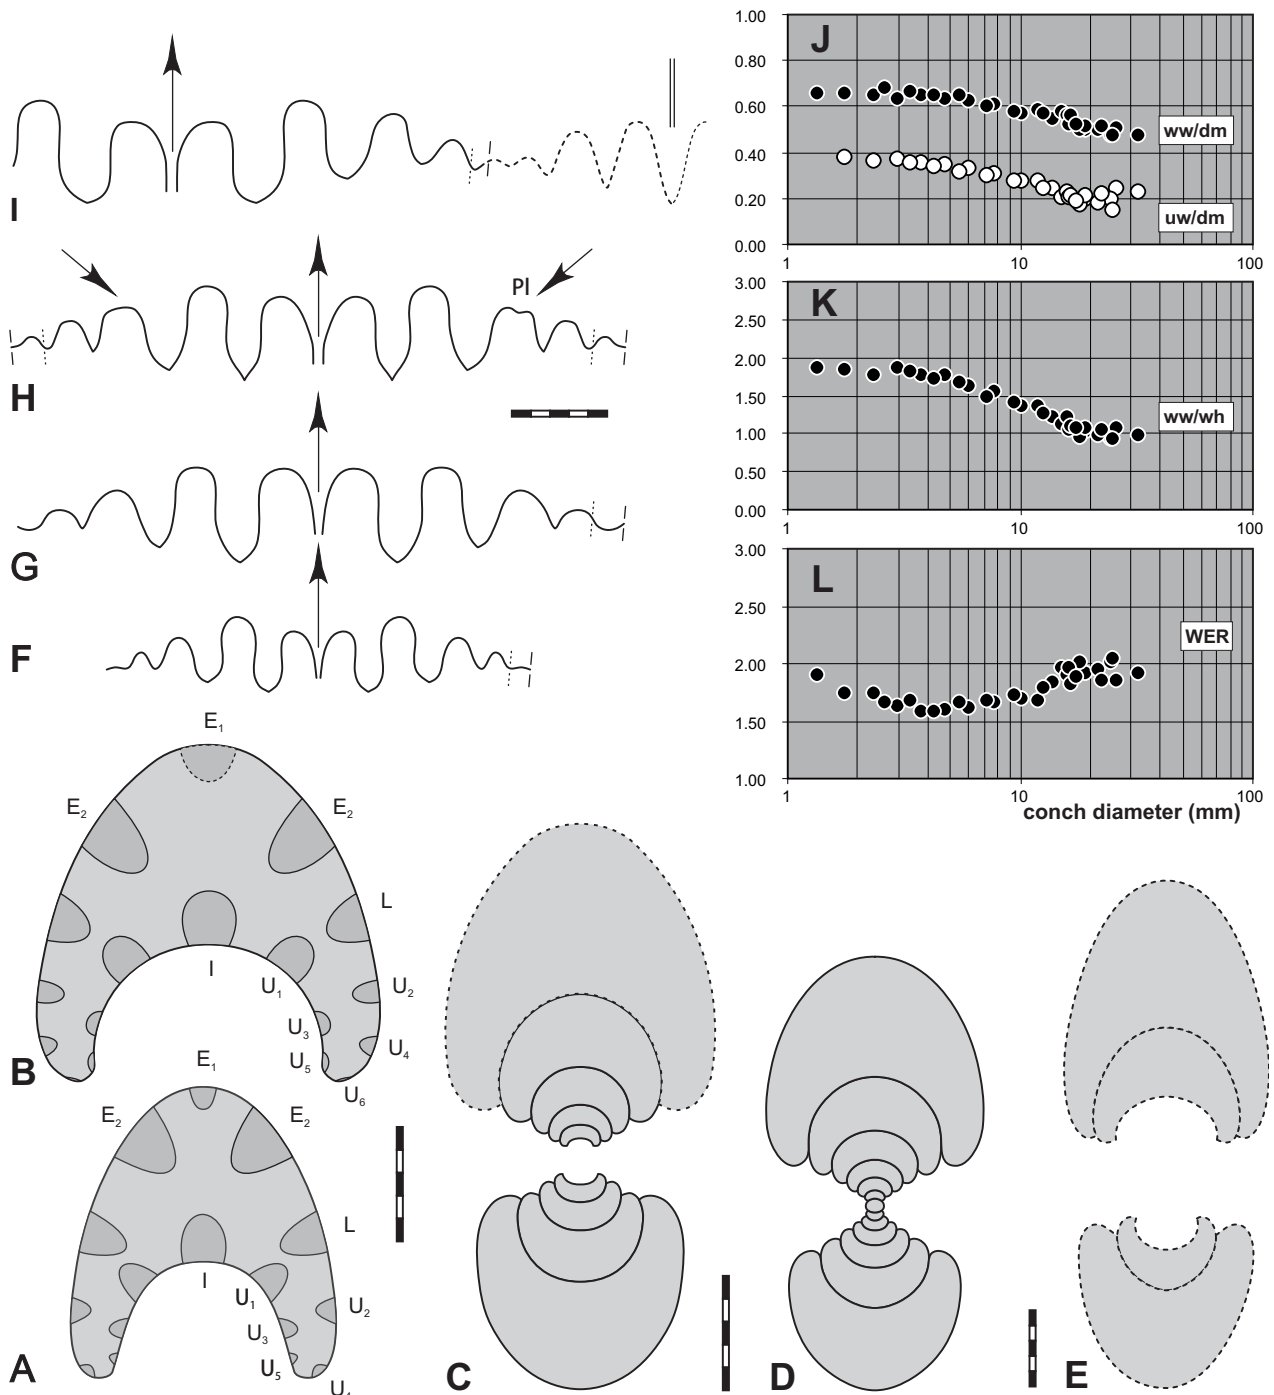 I
Pl
H
G
F
J
1.00
0.80
0.60
0.40
0.20
0.00
ww/dm
uw/dm
1 10 100
K
3.00
2.50
2.00
1.50
1.00
0.50
0.00
ww/wh
1 10 100
L
3.00
2.50
2.00
1.50
1.00
WER
1 10 100
conch diameter (mm)
E₁
E₂ E₂
L
I U₁ U₂
U₃
U₅ U₄
U₆
B
E₁
E₂ E₂
L
I U₁ U₂
U₃
U₅
U₄
A
C
D
E